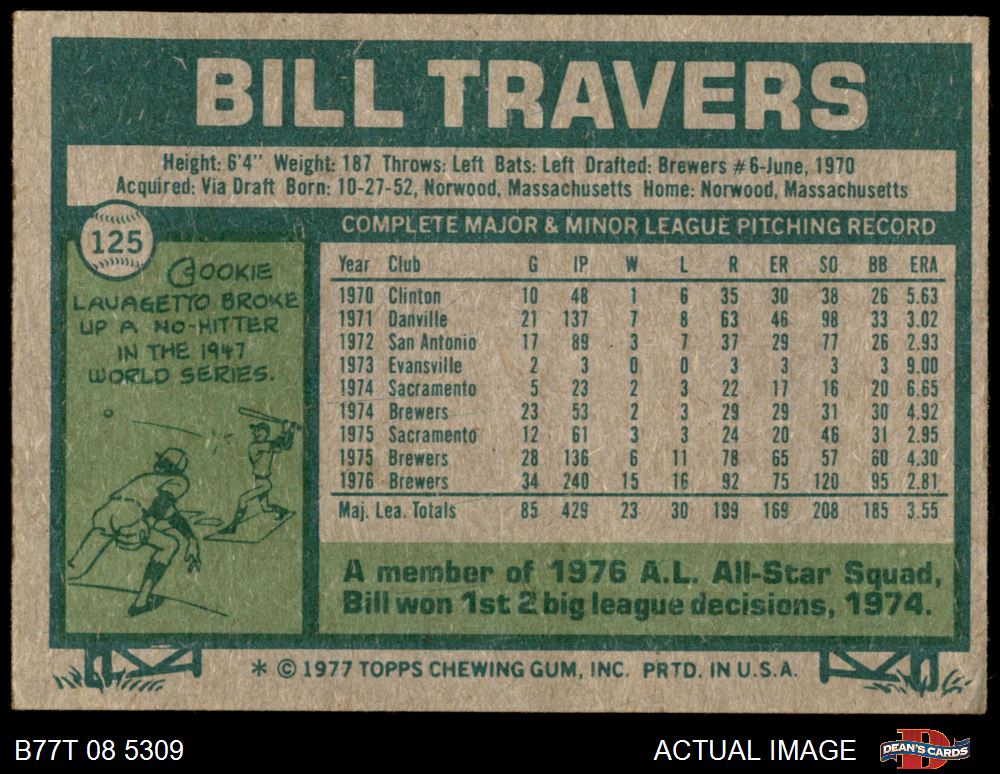 BILL TRAVERS
Height: 6'4" Weight: 187 Throws: Left Bats: Left Drafted: Brewers #6-June, 1970
Acquired: Via Draft Born: 10-27-52, Norwood, Massachusetts Home: Norwood, Massachusetts
125
COOKIE
LAVAGETTO BROKE
UP A NO-HITTER
IN THE 1947
WORLD SERIES.
COMPLETE MAJOR & MINOR LEAGUE PITCHING RECORD
Year Club G IP W L R ER SO BB ERA
1970 Clinton 10 48 1 6 35 30 38 26 5.63
1971 Danville 21 137 7 8 63 46 98 33 3.02
1972 San Antonio 17 89 3 7 37 29 77 26 2.93
1973 Evansville 2 3 0 0 3 3 3 3 9.00
1974 Sacramento 5 23 2 3 22 17 16 20 6.65
1974 Brewers 23 53 2 3 29 29 31 30 4.92
1975 Sacramento 12 61 3 3 24 20 46 31 2.95
1975 Brewers 28 136 6 11 78 65 57 60 4.30
1976 Brewers 34 240 15 16 92 75 120 95 2.81
Maj. Lea. Totals 85 429 23 30 199 169 208 185 3.55
A member of 1976 A.L. All-Star Squad,
Bill won 1st 2 big league decisions, 1974.
* © 1977 TOPPS CHEWING GUM, INC. PRTD. IN U.S.A.
B77T 08 5309
ACTUAL IMAGE
DEAN'S CARDS